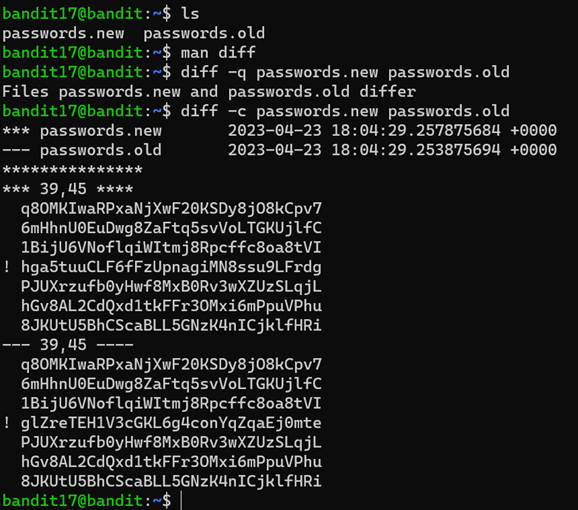 bandit17@bandit:~$ ls
passwords.new  passwords.old
bandit17@bandit:~$ man diff
bandit17@bandit:~$ diff -q passwords.new passwords.old
Files passwords.new and passwords.old differ
bandit17@bandit:~$ diff -c passwords.new passwords.old
*** passwords.new       2023-04-23 18:04:29.257875684 +0000
--- passwords.old       2023-04-23 18:04:29.253875694 +0000
***************
*** 39,45 ****
  q8OMKIwaRPxaNjXwF20KSDy8jO8kCpv7
  6mHhnU0EuDwg8ZaFtq5svVoLTGKUjlfC
  1BijU6VNoflqiWItmj8Rpcffc8oa8tVI
! hga5tuuCLF6fFzUpnagiMN8ssu9LFrdg
  PJUXrzufb0yHwf8MxB0Rv3wXZUzSLqjL
  hGv8AL2CdQxd1tkFFr3OMxi6mPpuVPhu
  8JKUtU5BhCScaBLL5GNzK4nICjklfHRi
--- 39,45 ----
  q8OMKIwaRPxaNjXwF20KSDy8jO8kCpv7
  6mHhnU0EuDwg8ZaFtq5svVoLTGKUjlfC
  1BijU6VNoflqiWItmj8Rpcffc8oa8tVI
! glZreTEH1V3cGKL6g4conYqZqaEj0mte
  PJUXrzufb0yHwf8MxB0Rv3wXZUzSLqjL
  hGv8AL2CdQxd1tkFFr3OMxi6mPpuVPhu
  8JKUtU5BhCScaBLL5GNzK4nICjklfHRi
bandit17@bandit:~$